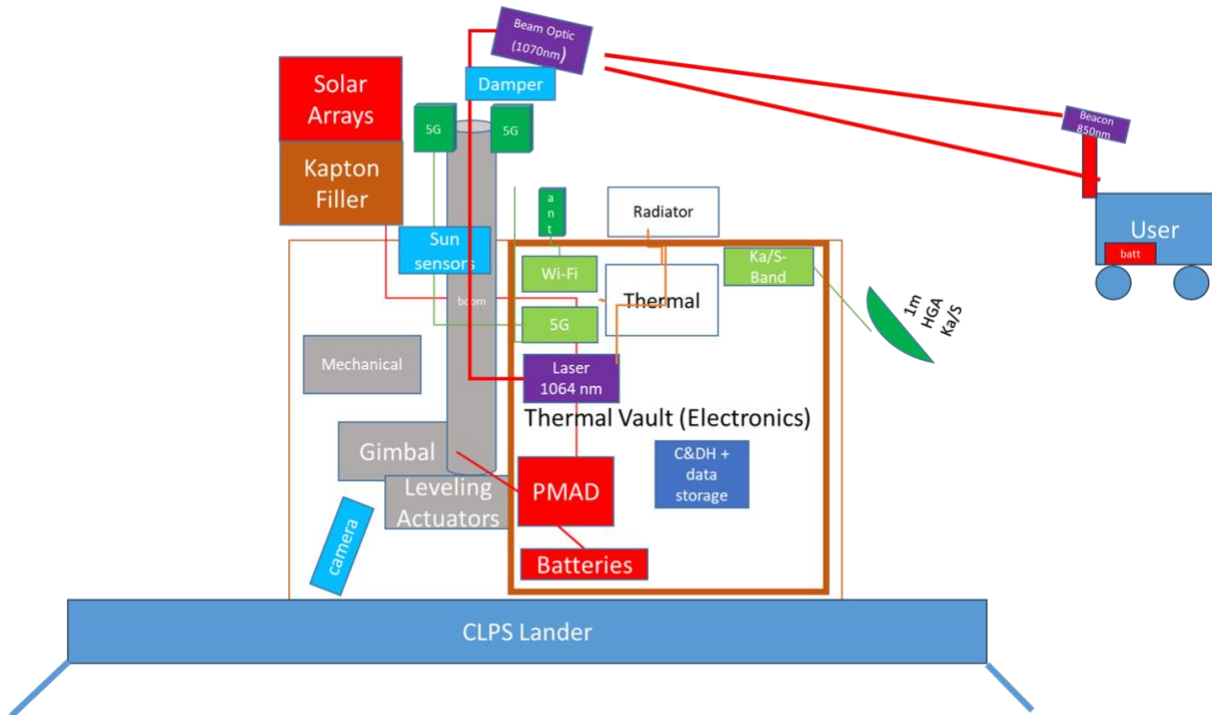 Beam Optic
(1070nm)
Solar
Arrays
Damper
5G
5G
Beacon
850nm
Kapton
Filler
a
n
t
Radiator
User
batt
Sun
sensors
Wi-Fi
Thermal
Ka/S-
Band
boom
5G
1m
HGA
Ka/S
Mechanical
Laser
1064 nm
Thermal Vault (Electronics)
Gimbal
C&DH +
data
storage
Leveling
Actuators
PMAD
camera
Batteries
CLPS Lander